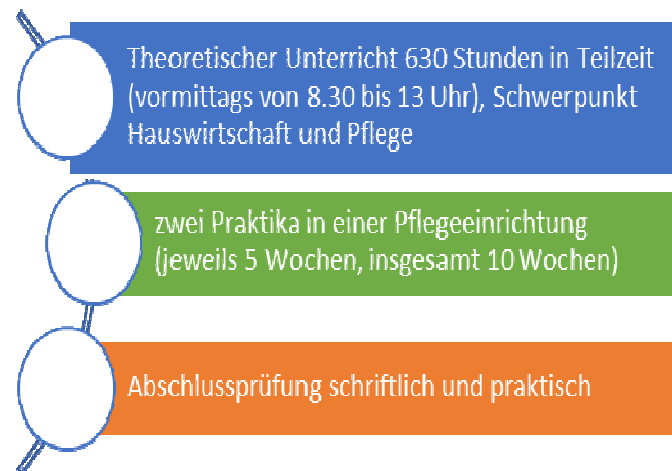 Theoretischer Unterricht 630 Stunden in Teilzeit
(vormittags von 8.30 bis 13 Uhr), Schwerpunkt
Hauswirtschaft und Pflege
zwei Praktika in einer Pflegeeinrichtung
(jeweils 5 Wochen, insgesamt 10 Wochen)
Abschlussprüfung schriftlich und praktisch